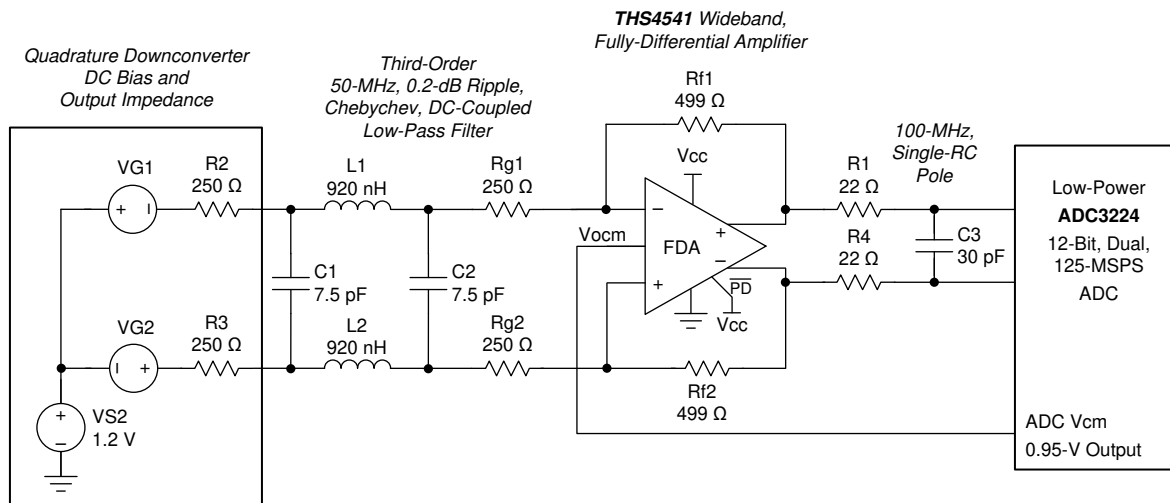 THS4541 Wideband,
Fully-Differential Amplifier
Quadrature Downconverter
DC Bias and
Output Impedance
Third-Order
50-MHz, 0.2-dB Ripple,
Chebychev, DC-Coupled
Low-Pass Filter
Rf1
499 Ω
100-MHz,
Single-RC
Pole
VG1
+
I
R2
250 Ω
L1
920 nH
Rg1
250 Ω
Vcc
R1
22 Ω
Low-Power
ADC3224
12-Bit, Dual,
125-MSPS
ADC
Vocm
−
+
FDA
+
−
PD
Vcc
R4
22 Ω
C3
30 pF
C1
7.5 pF
C2
7.5 pF
VG2
I
+
R3
250 Ω
L2
920 nH
Rg2
250 Ω
Rf2
499 Ω
+
−
VS2
1.2 V
ADC Vcm
0.95-V Output